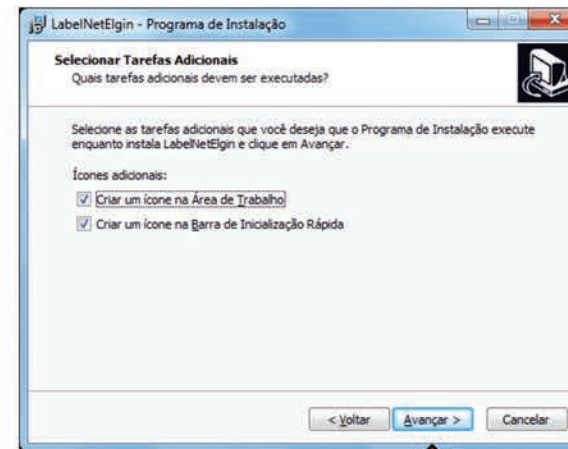 LabelNetElgin - Programa de Instalação
Selecionar Tarefas Adicionais
Quais tarefas adicionais devem ser executadas?
Selecione as tarefas adicionais que você deseja que o Programa de Instalação execute
enquanto instala LabelNetElgin e clique em Avançar.
Ícones adicionais:
Criar um ícone na Área de Trabalho
Criar um ícone na Barra de Inicialização Rápida
< Voltar
Avançar >
Cancelar